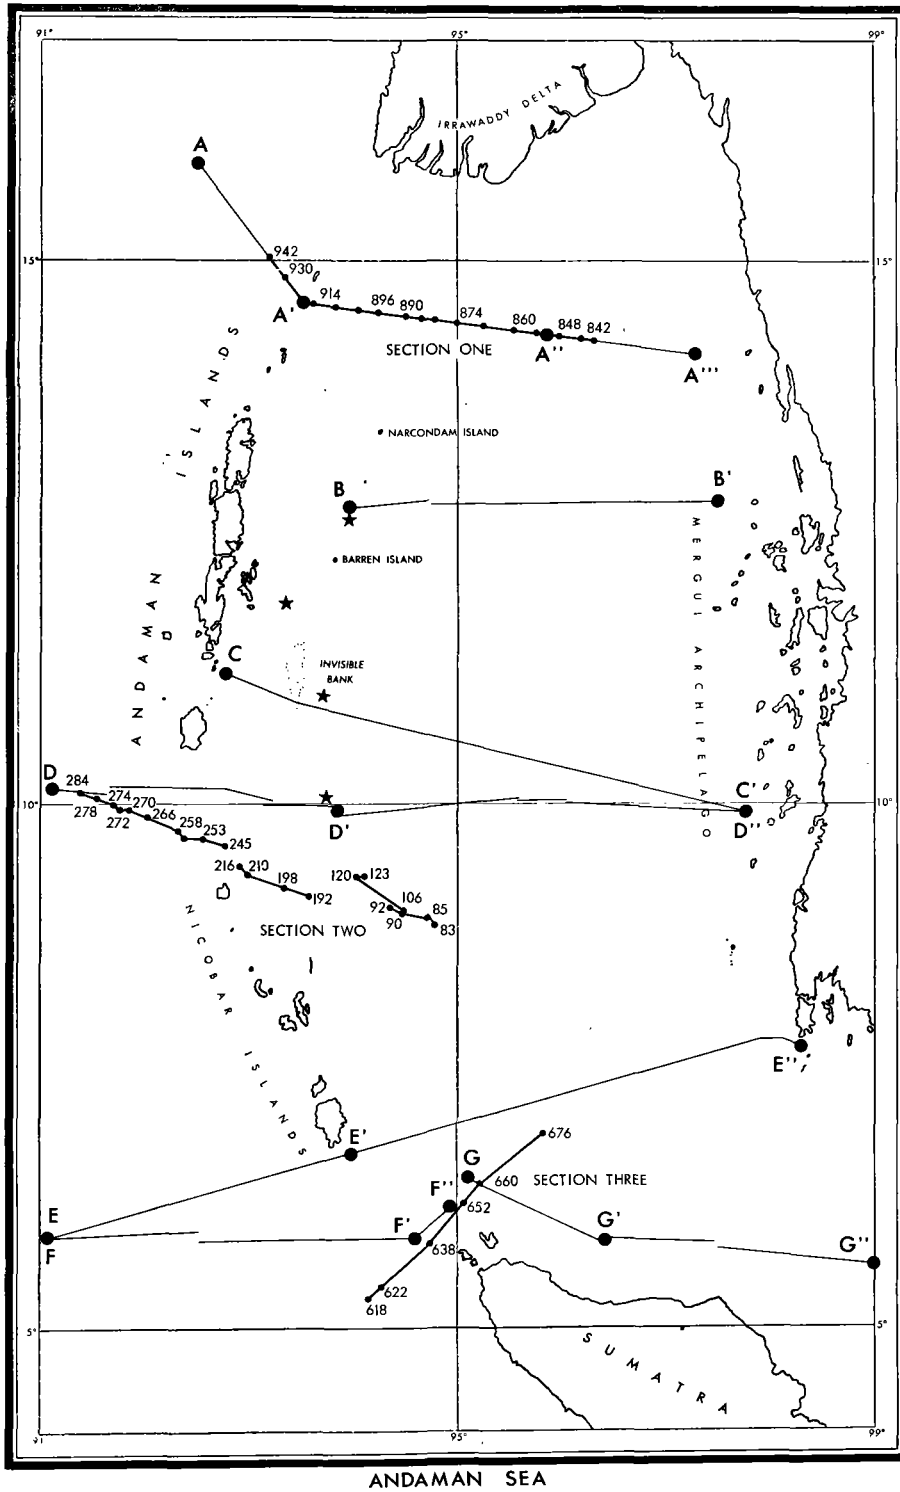 91° 95° 99°
IRRAWADDY DELTA
A
15° 15°
942
930
914
896
890
874
860
848
842
A'
A''
A'''
SECTION ONE
ISLANDS
NARCONDAM ISLAND
B
B'
BARREN ISLAND
MERGUI ARCHIPELAGO
ANDAMAN
C
INVISIBLE
BANK
D
284
278
274
272
270
266
258
253
245
10°
D'
C''
D''
216
210
198
192
120
123
106
92
90
85
83
SECTION TWO
NICOBAR ISLANDS
E''
E'
676
G
660
SECTION THREE
F''
652
E
F
F'
638
G'
G''
622
618
5° 5°
SUMATRA
91 95° 99°
ANDAMAN SEA